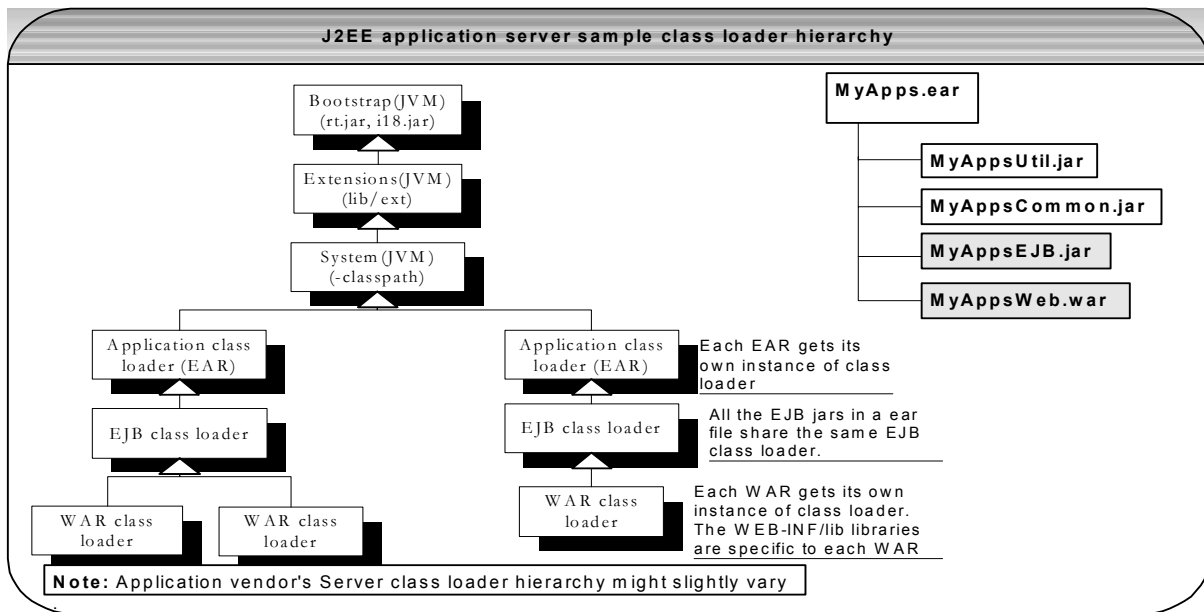 J2EE application server sample class loader hierarchy
Bootstrap(JVM)
(rt.jar, i18.jar)
Extensions(JVM)
(lib/ext)
System(JVM)
(-classpath)
Application class
loader (EAR)
EJB class loader
WAR class
loader
WAR class
loader
Application class
loader (EAR)
EJB class loader
WAR class
loader
Each EAR gets its
own instance of class
loader
All the EJB jars in a ear
file share the same EJB
class loader.
Each WAR gets its own
instance of class loader.
The WEB-INF/lib libraries
are specific to each WAR
MyApps.ear
MyAppsUtil.jar
MyAppsCommon.jar
MyAppsEJB.jar
MyAppsWeb.war
Note: Application vendor's Server class loader hierarchy might slightly vary
.